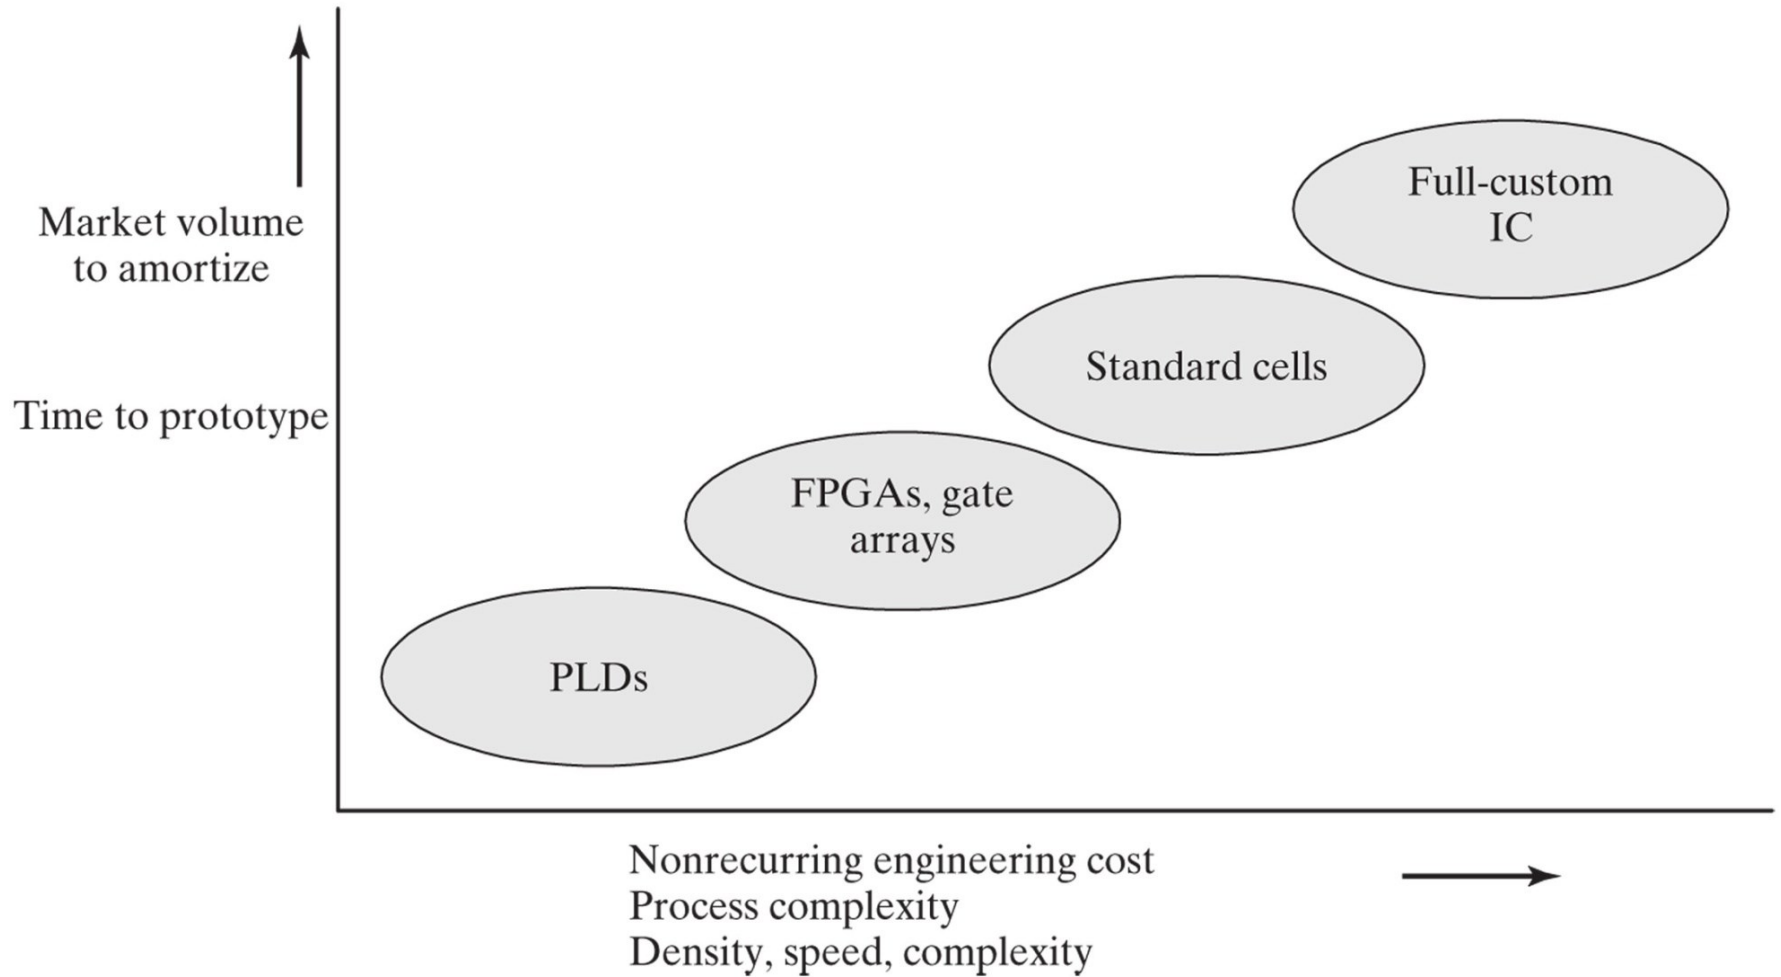 Market volume
to amortize
Time to prototype
Full-custom
IC
Standard cells
FPGAs, gate
arrays
PLDs
Nonrecurring engineering cost
Process complexity
Density, speed, complexity